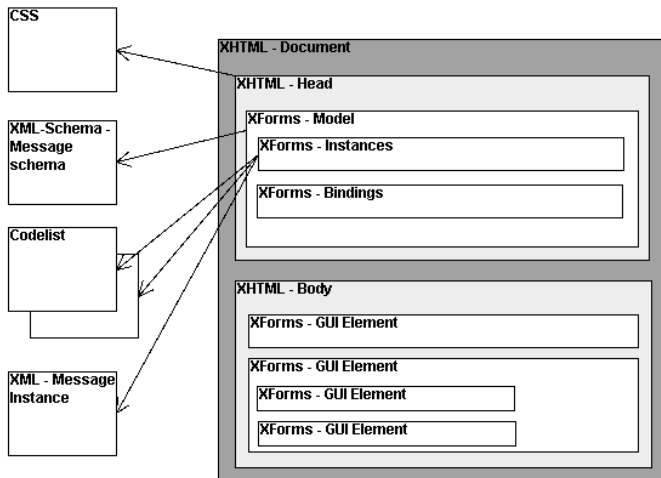 CSS
XML-Schema -
Message
schema
Codelist
XML - Message
Instance
XHTML - Document
XHTML - Head
XForms - Model
XForms - Instances
XForms - Bindings
XHTML - Body
XForms - GUI Element
XForms - GUI Element
XForms - GUI Element
XForms - GUI Element